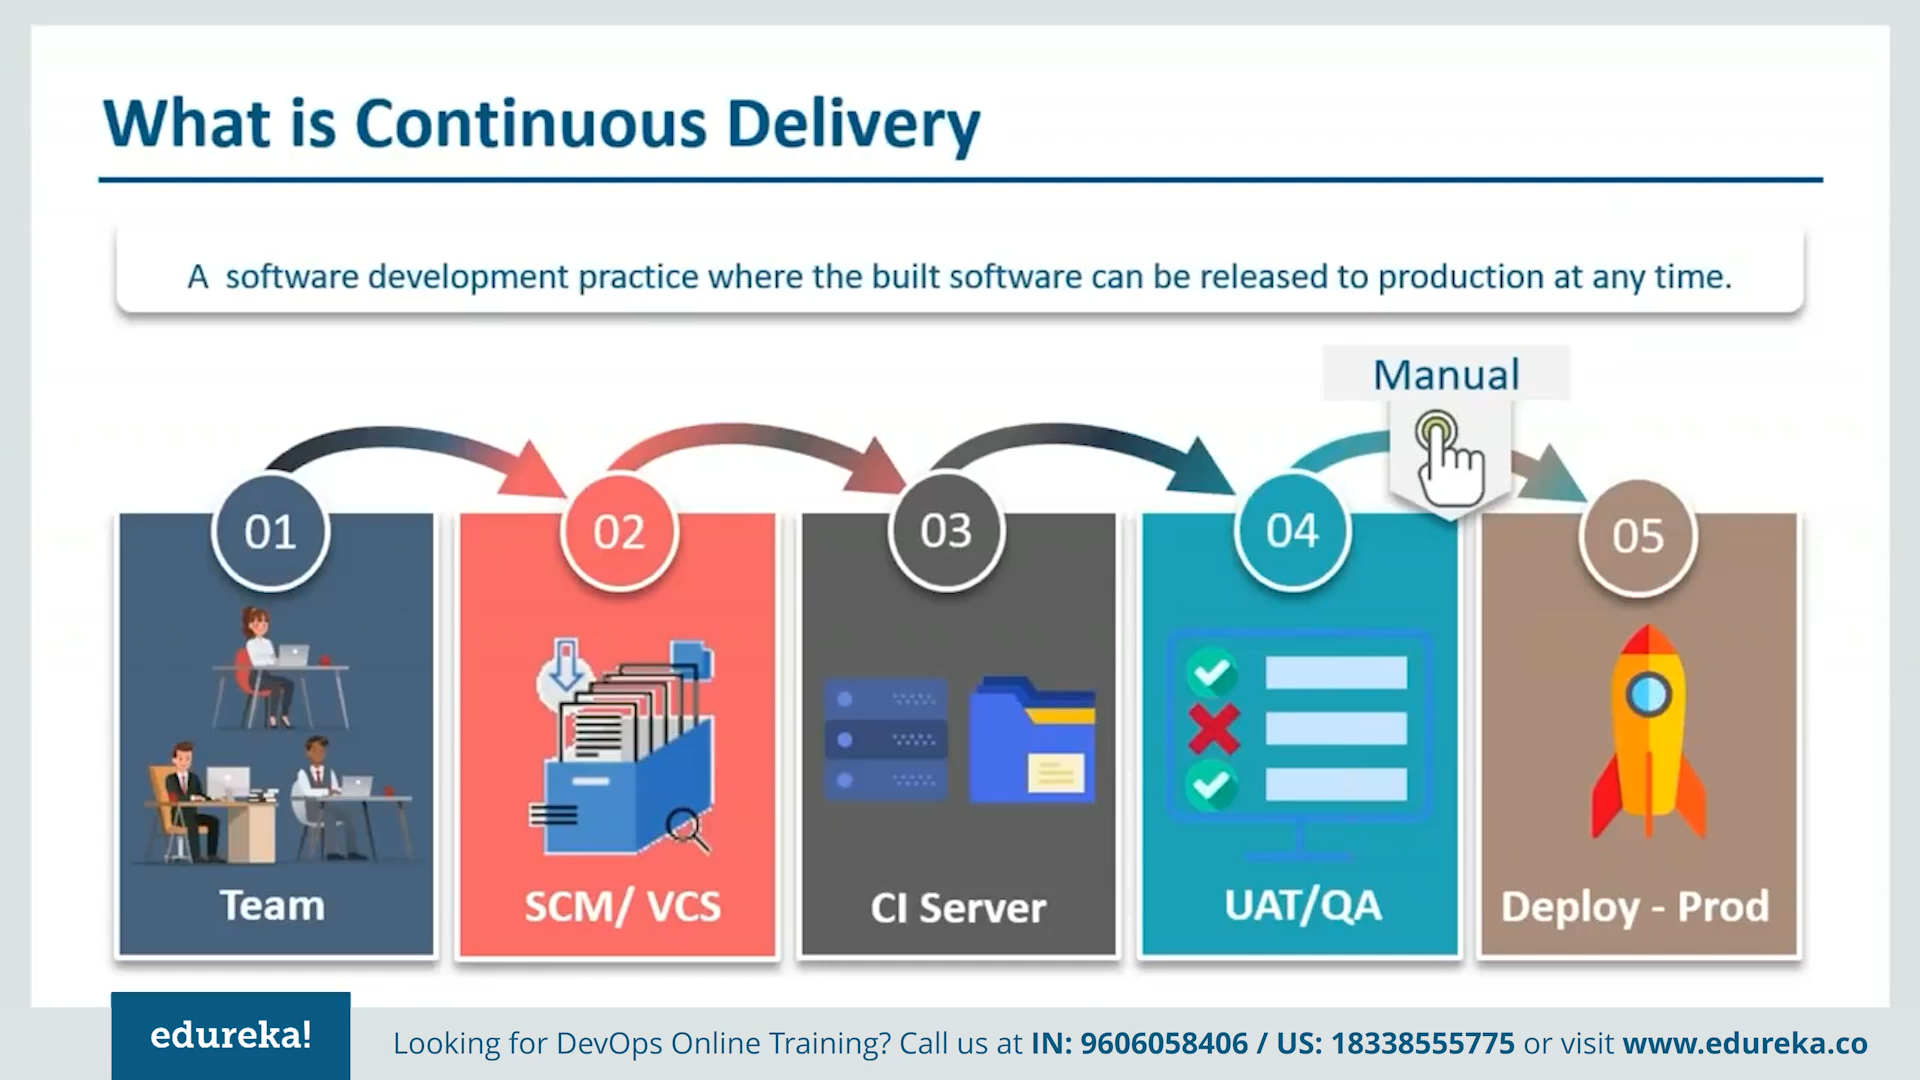 What is Continuous Delivery
A software development practice where the built software can be released to production at any time.
Manual
01
02
03
04
05
Team
SCM/ VCS
CI Server
UAT/QA
Deploy - Prod
edureka!
Looking for DevOps Online Training? Call us at IN: 9606058406 / US: 18338555775 or visit www.edureka.co